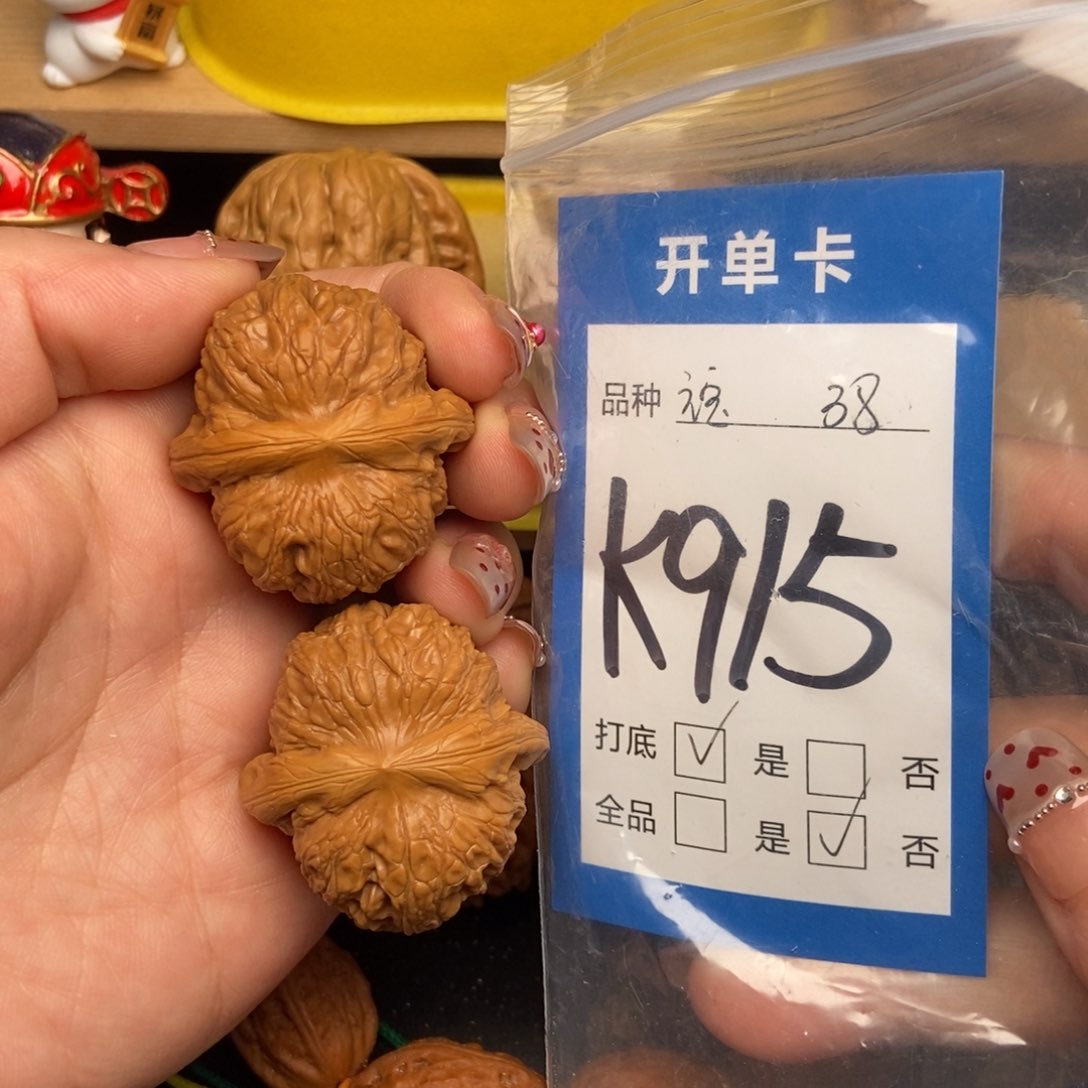 开单卡
品种 38
K915
打底 ☑ 是 ☐ 否
全品 ☐ 是 ☑ 否